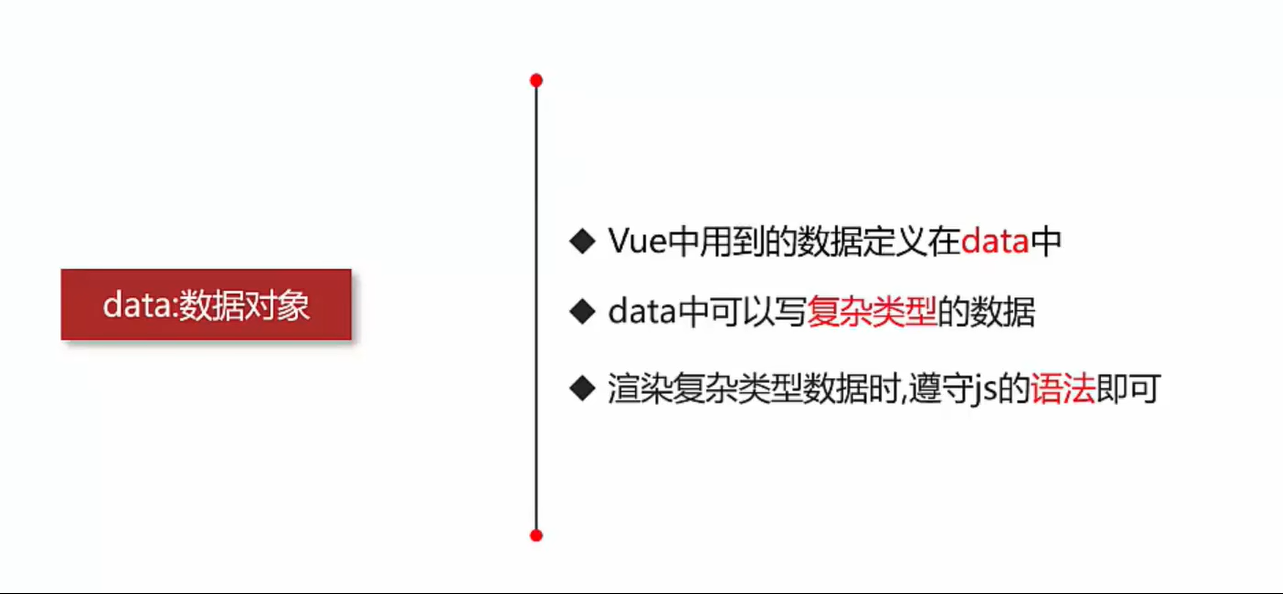 data:数据对象
Vue中用到的数据定义在data中
data中可以写复杂类型的数据
渲染复杂类型数据时,遵守js的语法即可